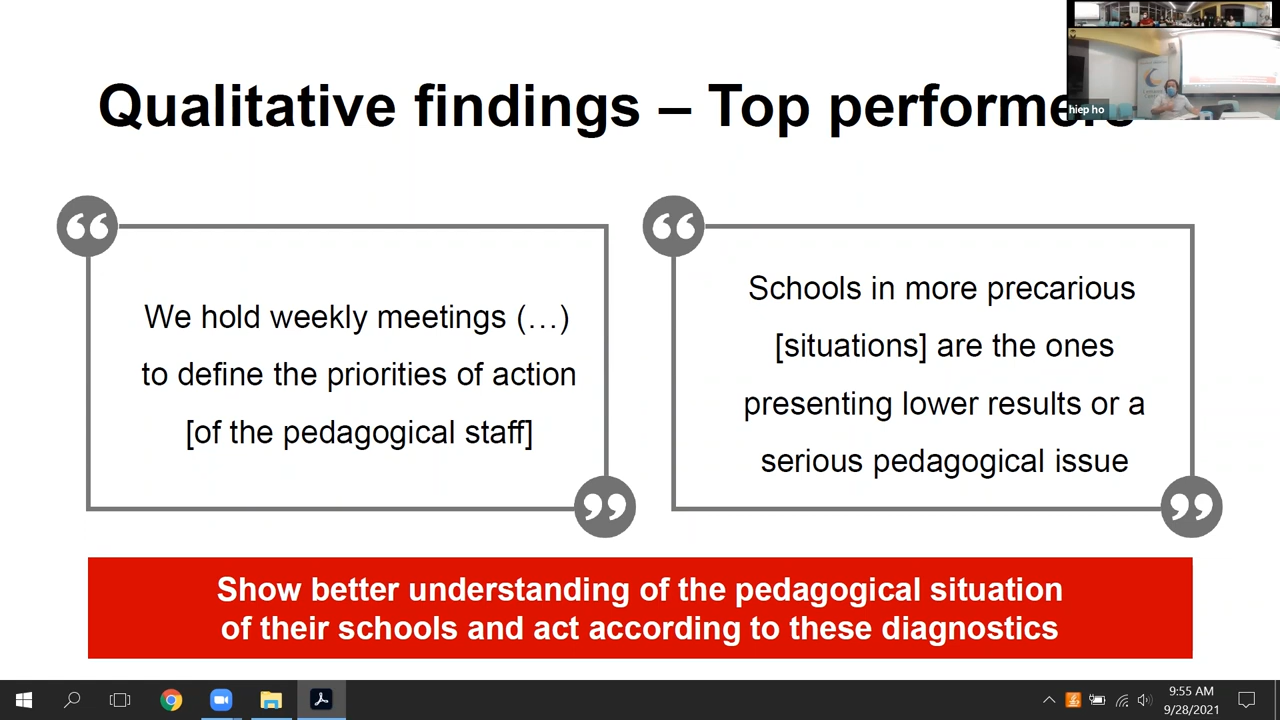 Qualitative findings – Top performers
hiep ho
We hold weekly meetings (…)
to define the priorities of action
[of the pedagogical staff]
Schools in more precarious
[situations] are the ones
presenting lower results or a
serious pedagogical issue
Show better understanding of the pedagogical situation
of their schools and act according to these diagnostics
9:55 AM
9/28/2021